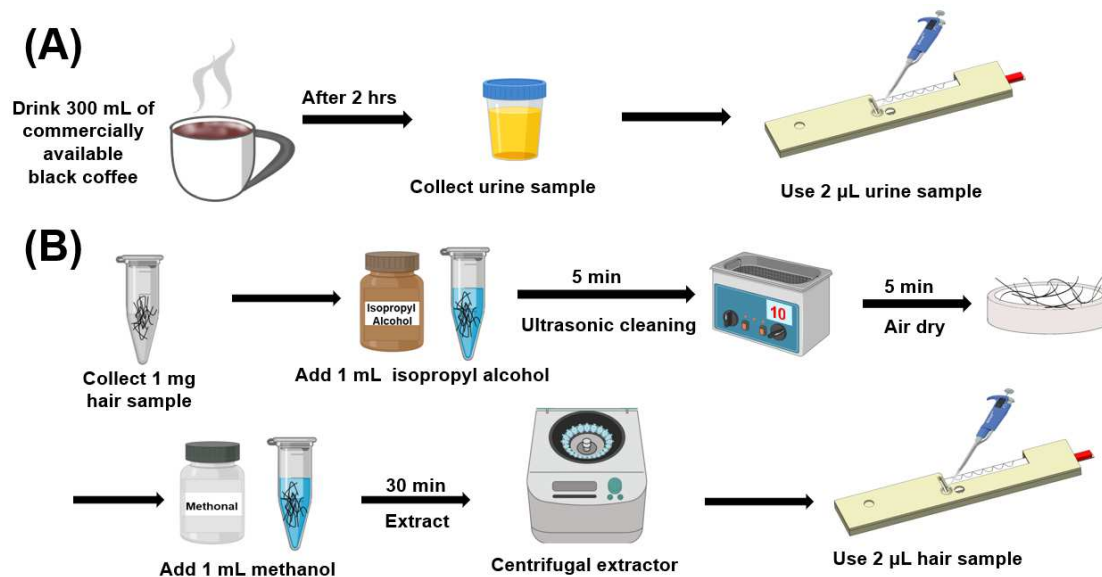 (A)
Drink 300 mL of
commercially
available
black coffee
After 2 hrs
Collect urine sample
Use 2 µL urine sample
(B)
Collect 1 mg
hair sample
Isopropyl
Alcohol
Add 1 mL isopropyl alcohol
5 min
Ultrasonic cleaning
10
5 min
Air dry
Methonal
Add 1 mL methanol
30 min
Extract
Centrifugal extractor
Use 2 µL hair sample